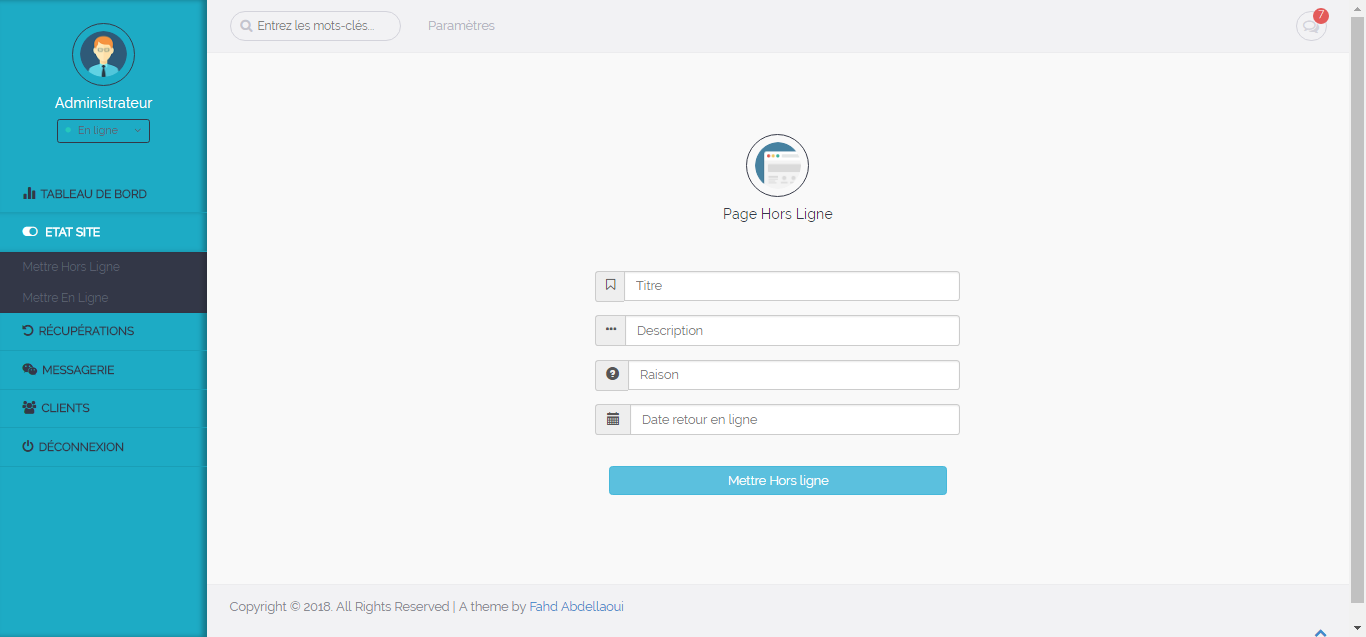 Administrateur
En ligne
TABLEAU DE BORD
ETAT SITE
Mettre Hors Ligne
Mettre En Ligne
RÉCUPÉRATIONS
MESSAGERIE
CLIENTS
DÉCONNEXION
Entrez les mots-clés... Paramètres 7
Page Hors Ligne
Titre
Description
Raison
Date retour en ligne
Mettre Hors ligne
Copyright © 2018. All Rights Reserved | A theme by Fahd Abdellaoui